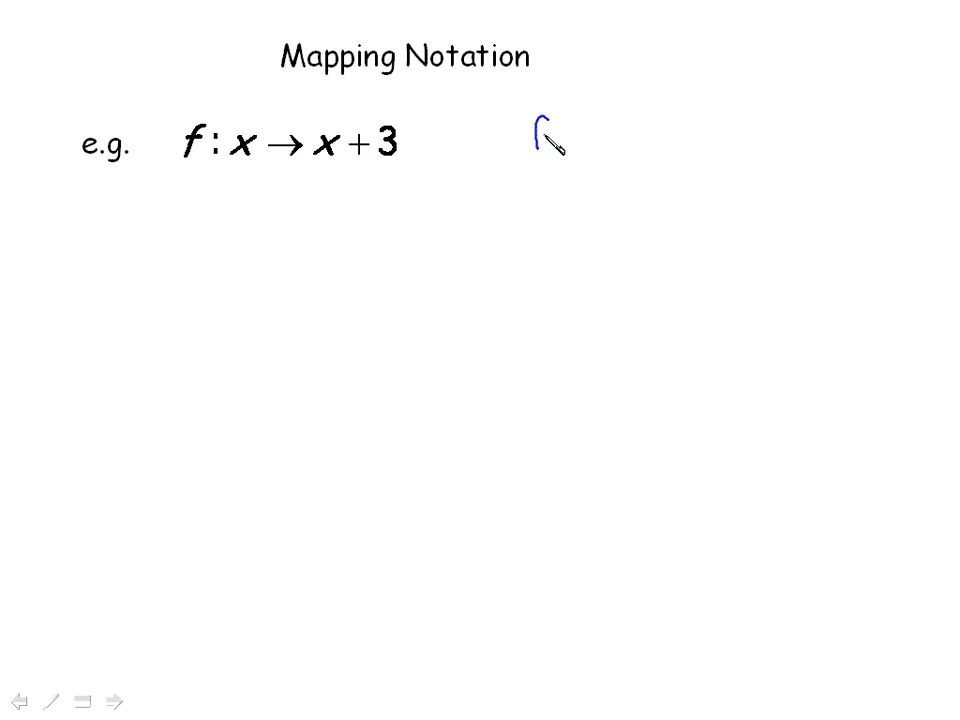 Mapping Notation
e.g. f : x → x + 3